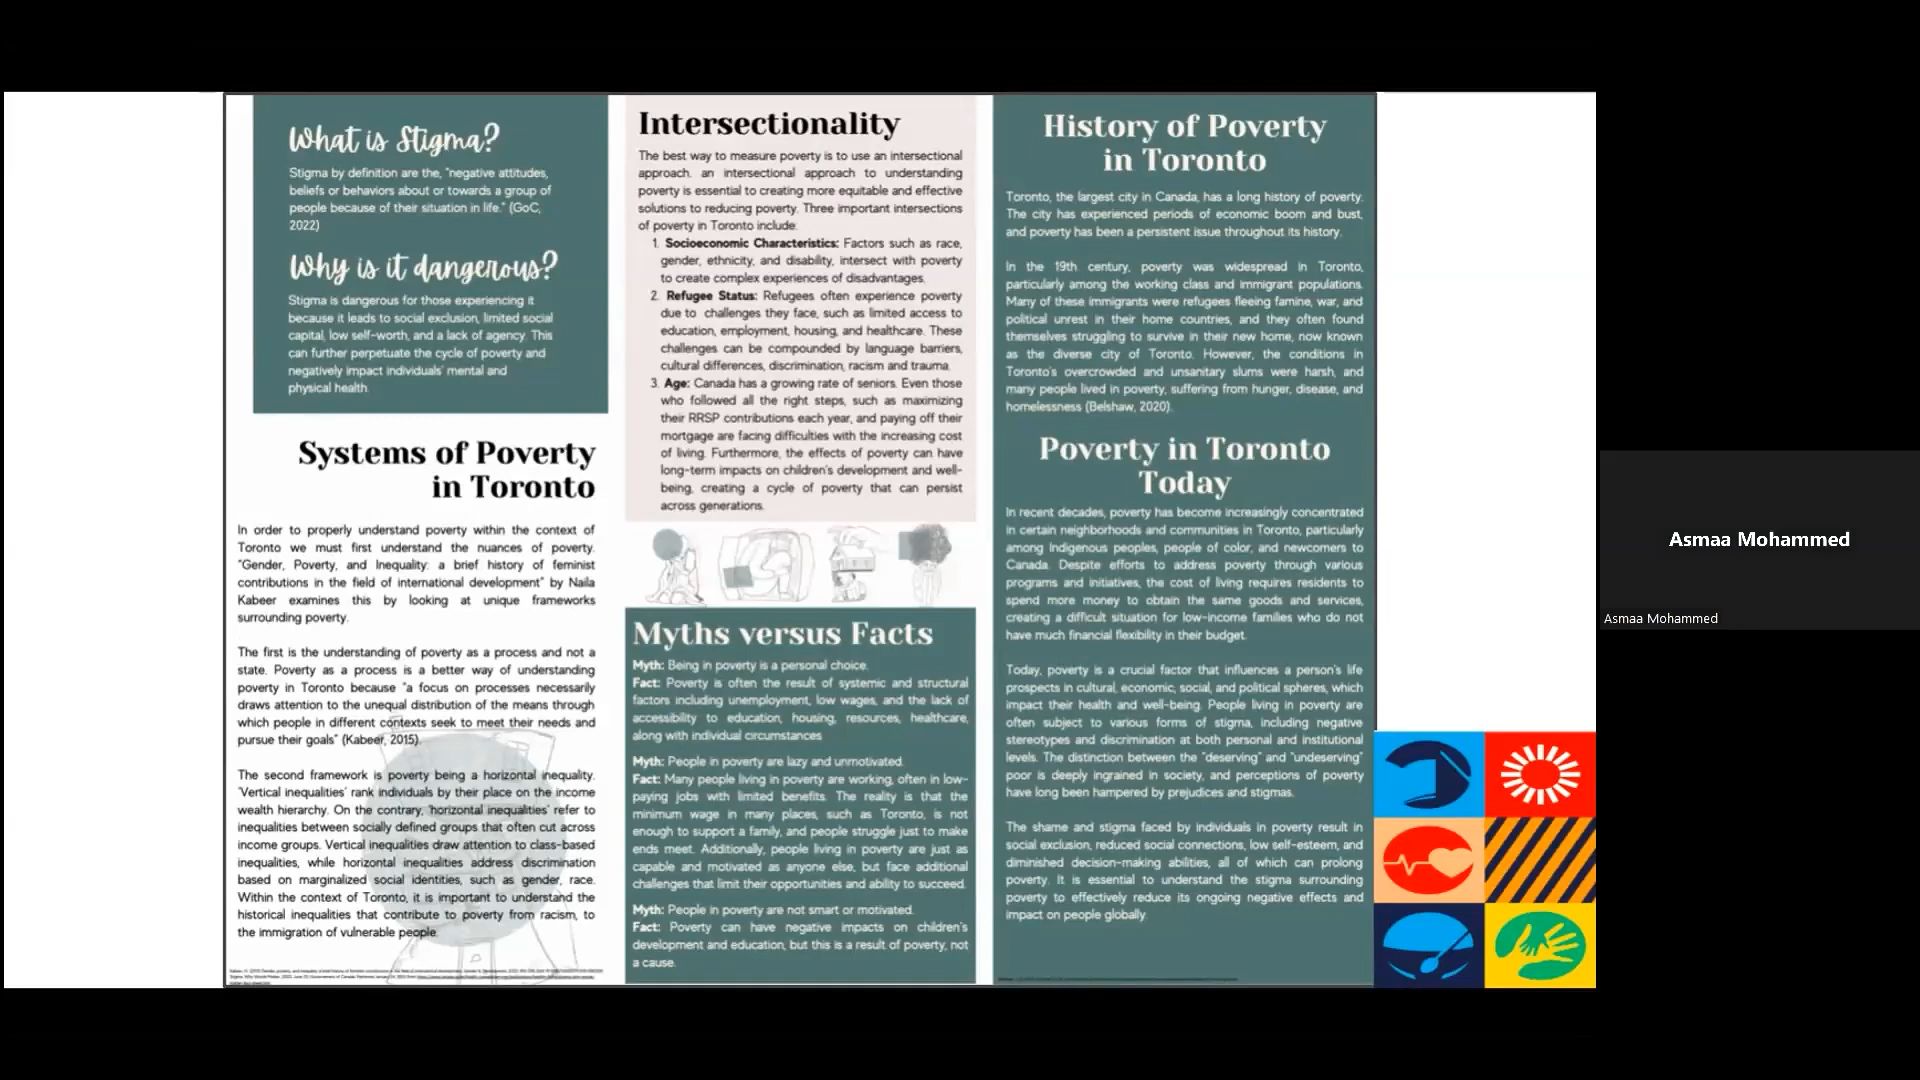 What is Stigma?
Stigma by definition are the, "negative attitudes,
beliefs or behaviors about or towards a group of
people because of their situation in life." (GoC,
2022)
Why is it dangerous?
Stigma is dangerous for those experiencing it
because it leads to social exclusion, limited social
capital, low self-worth, and a lack of agency. This
can further perpetuate the cycle of poverty and
negatively impact individuals' mental and
physical health.
Systems of Poverty
in Toronto
In order to properly understand poverty within the context of
Toronto we must first understand the nuances of poverty.
"Gender, Poverty, and Inequality: a brief history of feminist
contributions in the field of international development" by Naila
Kabeer examines this by looking at unique frameworks
surrounding poverty.
The first is the understanding of poverty as a process and not a
state. Poverty as a process is a better way of understanding
poverty in Toronto because "a focus on processes necessarily
draws attention to the unequal distribution of the means through
which people in different contexts seek to meet their needs and
pursue their goals" (Kabeer, 2015).
The second framework is poverty being a horizontal inequality.
'Vertical inequalities' rank individuals by their place on the income
wealth hierarchy. On the contrary, 'horizontal inequalities' refer to
inequalities between socially defined groups that often cut across
income groups. Vertical inequalities draw attention to class-based
inequalities, while horizontal inequalities address discrimination
based on marginalized social identities, such as gender, race.
Within the context of Toronto, it is important to understand the
historical inequalities that contribute to poverty from racism, to
the immigration of vulnerable people.
Intersectionality
The best way to measure poverty is to use an intersectional
approach. an intersectional approach to understanding
poverty is essential to creating more equitable and effective
solutions to reducing poverty. Three important intersections
of poverty in Toronto include:
1. Socioeconomic Characteristics: Factors such as race,
gender, ethnicity, and disability, intersect with poverty
to create complex experiences of disadvantages.
2. Refugee Status: Refugees often experience poverty
due to challenges they face, such as limited access to
education, employment, housing, and healthcare. These
challenges can be compounded by language barriers,
cultural differences, discrimination, racism and trauma.
3. Age: Canada has a growing rate of seniors. Even those
who followed all the right steps, such as maximizing
their RRSP contributions each year, and paying off their
mortgage are facing difficulties with the increasing cost
of living. Furthermore, the effects of poverty can have
long-term impacts on children's development and well-
being, creating a cycle of poverty that can persist
across generations.
Myths versus Facts
Myth: Being in poverty is a personal choice.
Fact: Poverty is often the result of systemic and structural
factors including unemployment, low wages, and the lack of
accessibility to education, housing, resources, healthcare,
along with individual circumstances
Myth: People in poverty are lazy and unmotivated.
Fact: Many people living in poverty are working, often in low-
paying jobs with limited benefits. The reality is that the
minimum wage in many places, such as Toronto, is not
enough to support a family, and people struggle just to make
ends meet. Additionally, people living in poverty are just as
capable and motivated as anyone else, but face additional
challenges that limit their opportunities and ability to succeed.
Myth: People in poverty are not smart or motivated.
Fact: Poverty can have negative impacts on children's
development and education, but this is a result of poverty, not
a cause.
History of Poverty
in Toronto
Toronto, the largest city in Canada, has a long history of poverty.
The city has experienced periods of economic boom and bust,
and poverty has been a persistent issue throughout its history.
In the 19th century, poverty was widespread in Toronto,
particularly among the working class and immigrant populations.
Many of these immigrants were refugees fleeing famine, war, and
political unrest in their home countries, and they often found
themselves struggling to survive in their new home, now known
as the diverse city of Toronto. However, the conditions in
Toronto's overcrowded and unsanitary slums were harsh, and
many people lived in poverty, suffering from hunger, disease, and
homelessness (Belshaw, 2020).
Poverty in Toronto
Today
In recent decades, poverty has become increasingly concentrated
in certain neighborhoods and communities in Toronto, particularly
among Indigenous peoples, people of color, and newcomers to
Canada. Despite efforts to address poverty through various
programs and initiatives, the cost of living requires residents to
spend more money to obtain the same goods and services,
creating a difficult situation for low-income families who do not
have much financial flexibility in their budget.
Today, poverty is a crucial factor that influences a person's life
prospects in cultural, economic, social, and political spheres, which
impact their health and well-being. People living in poverty are
often subject to various forms of stigma, including negative
stereotypes and discrimination at both personal and institutional
levels. The distinction between the "deserving" and "undeserving"
poor is deeply ingrained in society, and perceptions of poverty
have long been hampered by prejudices and stigmas.
The shame and stigma faced by individuals in poverty result in
social exclusion, reduced social connections, low self-esteem, and
diminished decision-making abilities, all of which can prolong
poverty. It is essential to understand the stigma surrounding
poverty to effectively reduce its ongoing negative effects and
impact on people globally.
Asmaa Mohammed
Asmaa Mohammed